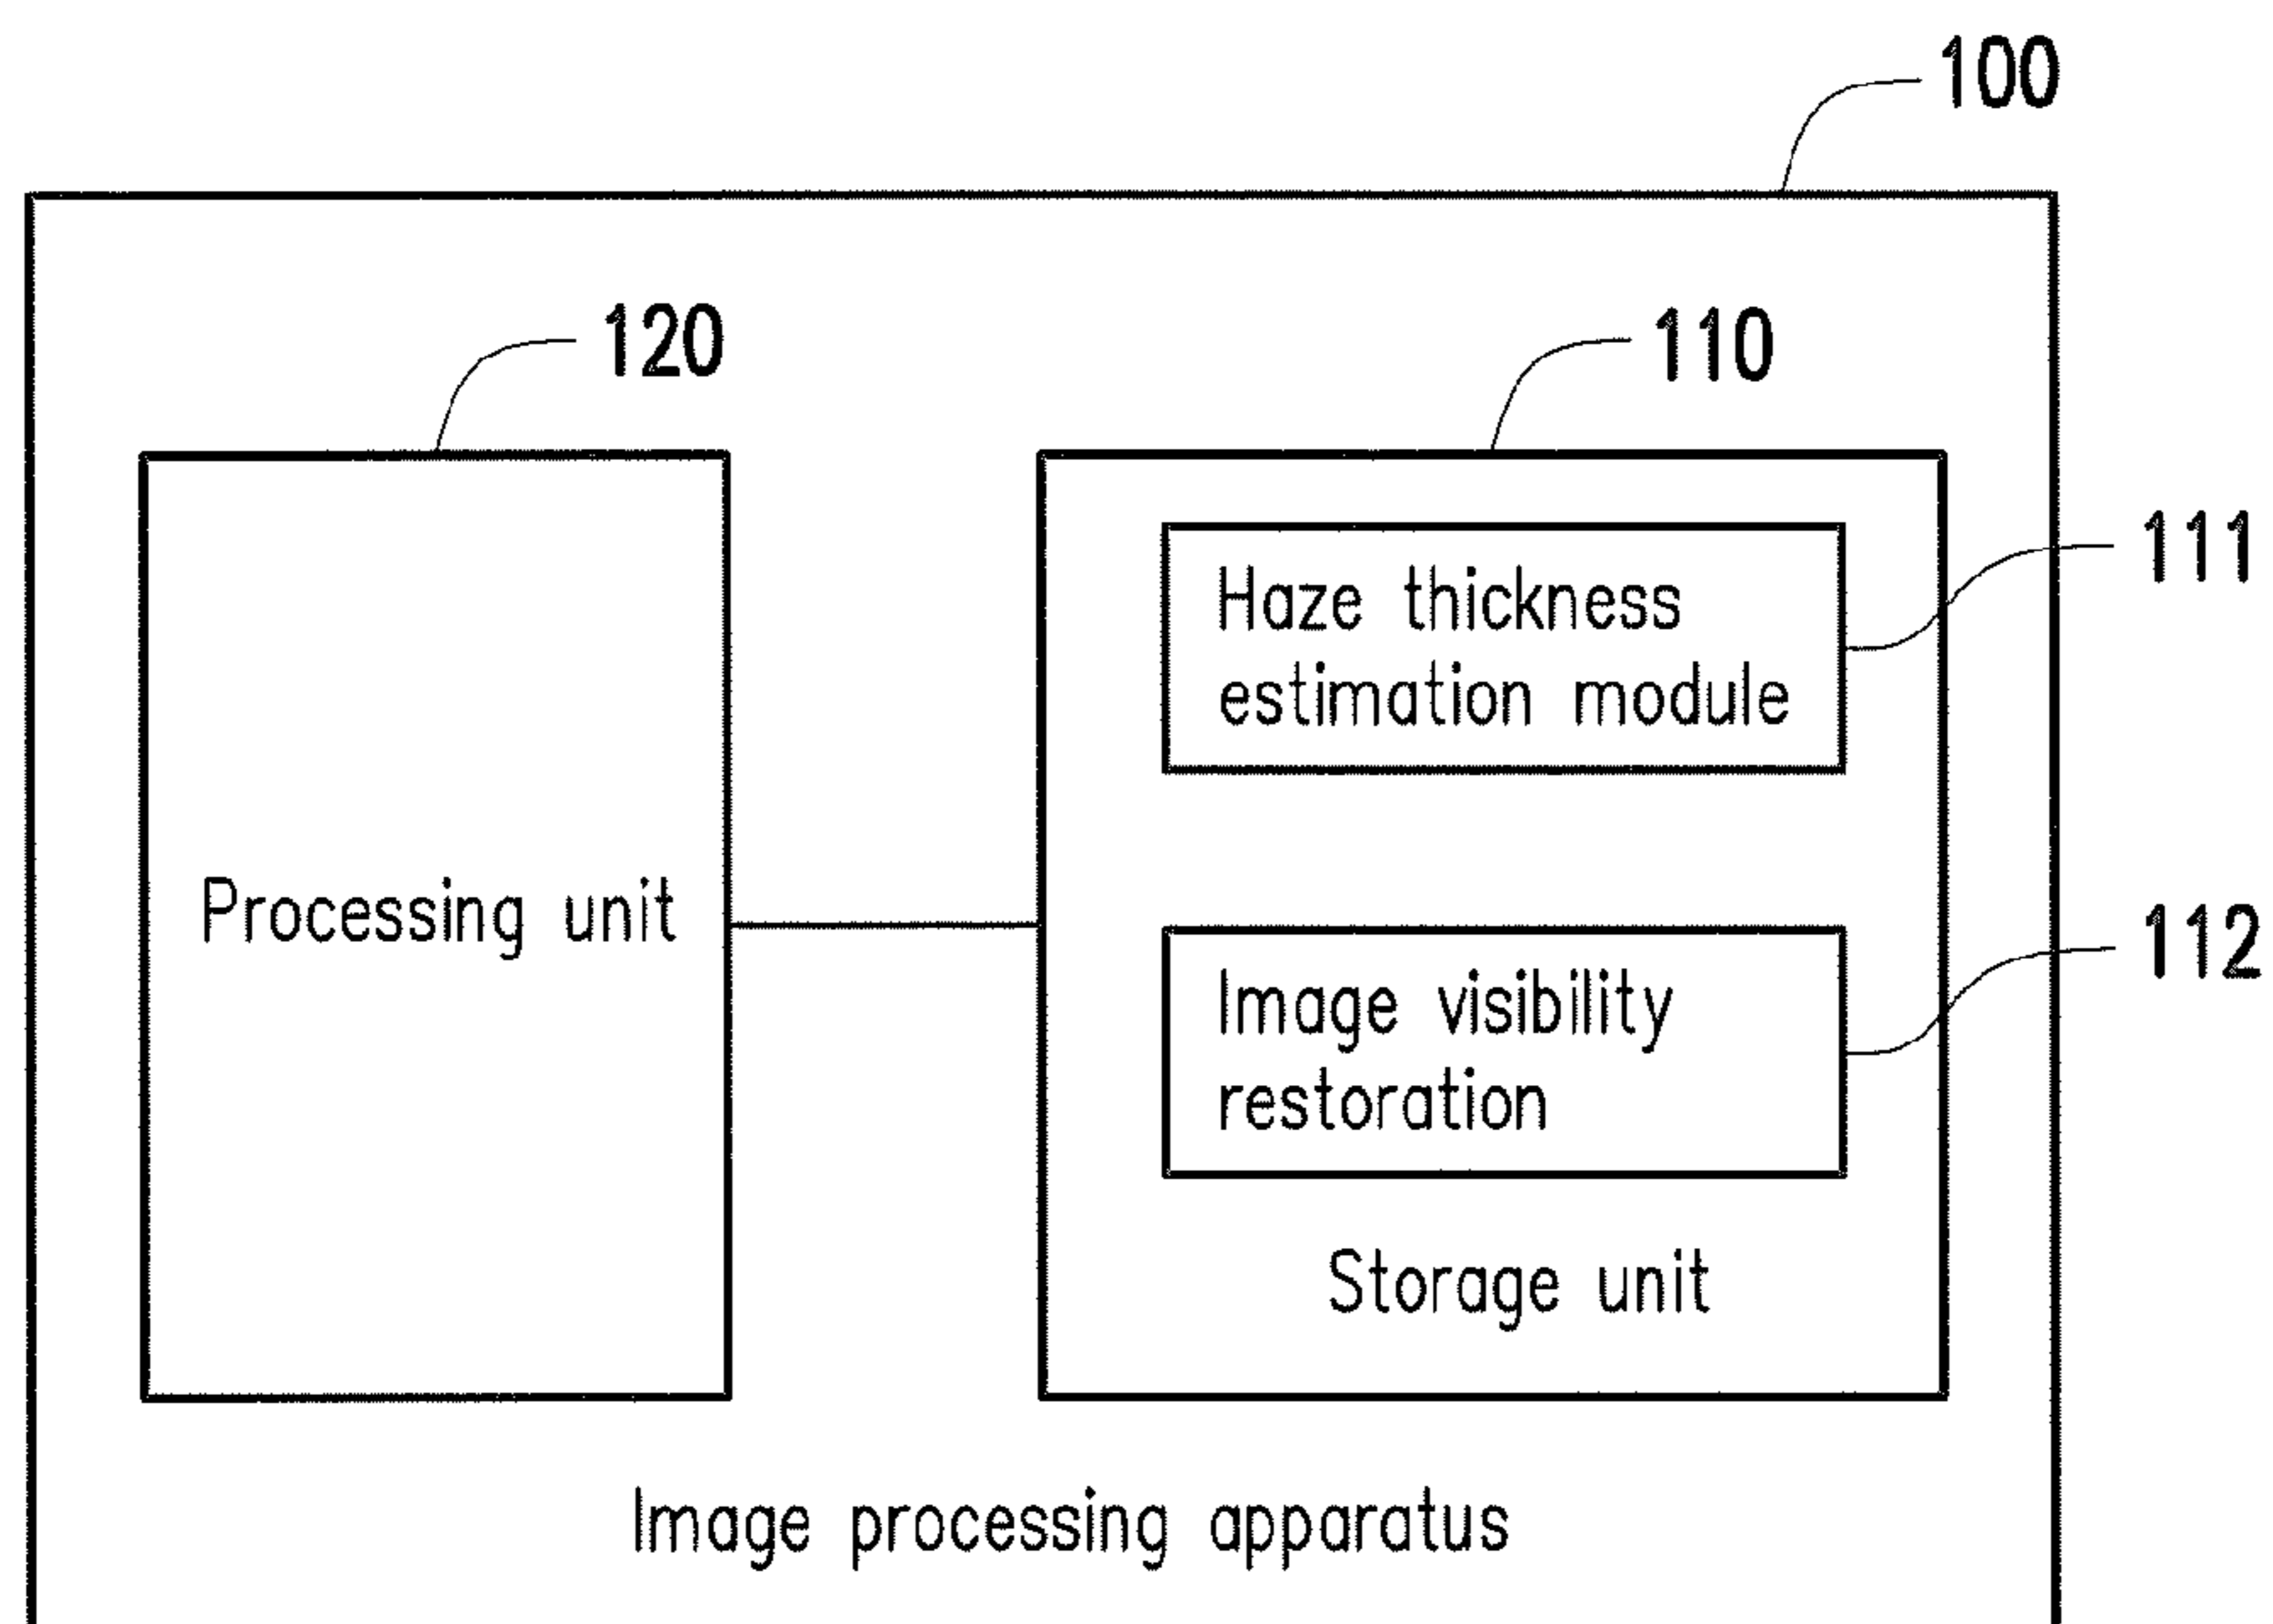 100
120
110
Haze thickness
estimation module
111
Processing unit
Image visibility
restoration
112
Storage unit
Image processing apparatus